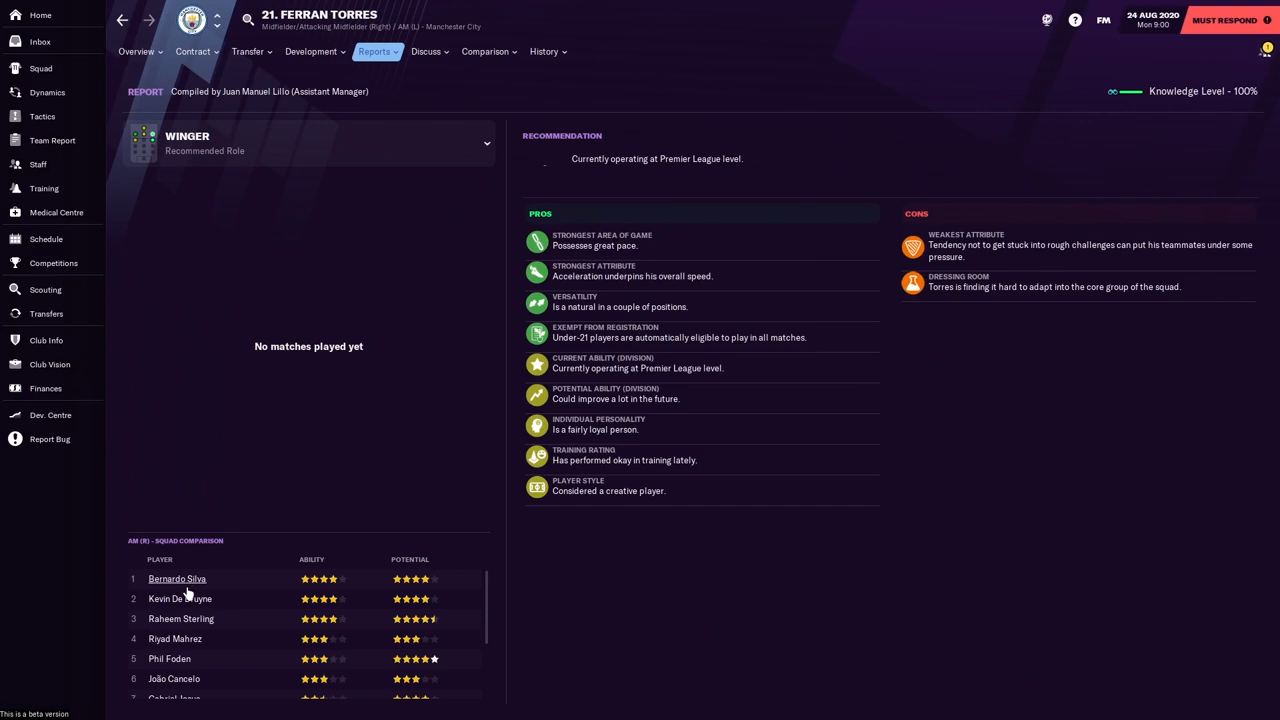 Home
Inbox
Squad
Dynamics
Tactics
Team Report
Staff
Training
Medical Centre
Schedule
Competitions
Scouting
Transfers
Club Info
Club Vision
Finances
Dev. Centre
Report Bug
This is a beta version
21. FERRAN TORRES
Midfielder/Attacking Midfielder (Right) / AM (L) - Manchester City
FM
24 AUG 2020
Mon 9:00
MUST RESPOND
Overview
Contract
Transfer
Development
Reports
Discuss
Comparison
History
REPORT Compiled by Juan Manuel Lillo (Assistant Manager)
Knowledge Level - 100%
WINGER
Recommended Role
No matches played yet
AM (R) - SQUAD COMPARISON
PLAYER ABILITY POTENTIAL
1 Bernardo Silva
2 Kevin De Bruyne
3 Raheem Sterling
4 Riyad Mahrez
5 Phil Foden
6 João Cancelo
7 Gabriel Jesus
RECOMMENDATION
Currently operating at Premier League level.
PROS
STRONGEST AREA OF GAME
Possesses great pace.
STRONGEST ATTRIBUTE
Acceleration underpins his overall speed.
VERSATILITY
Is a natural in a couple of positions.
EXEMPT FROM REGISTRATION
Under-21 players are automatically eligible to play in all matches.
CURRENT ABILITY (DIVISION)
Currently operating at Premier League level.
POTENTIAL ABILITY (DIVISION)
Could improve a lot in the future.
INDIVIDUAL PERSONALITY
Is a fairly loyal person.
TRAINING RATING
Has performed okay in training lately.
PLAYER STYLE
Considered a creative player.
CONS
WEAKEST ATTRIBUTE
Tendency not to get stuck into rough challenges can put his teammates under some
pressure.
DRESSING ROOM
Torres is finding it hard to adapt into the core group of the squad.